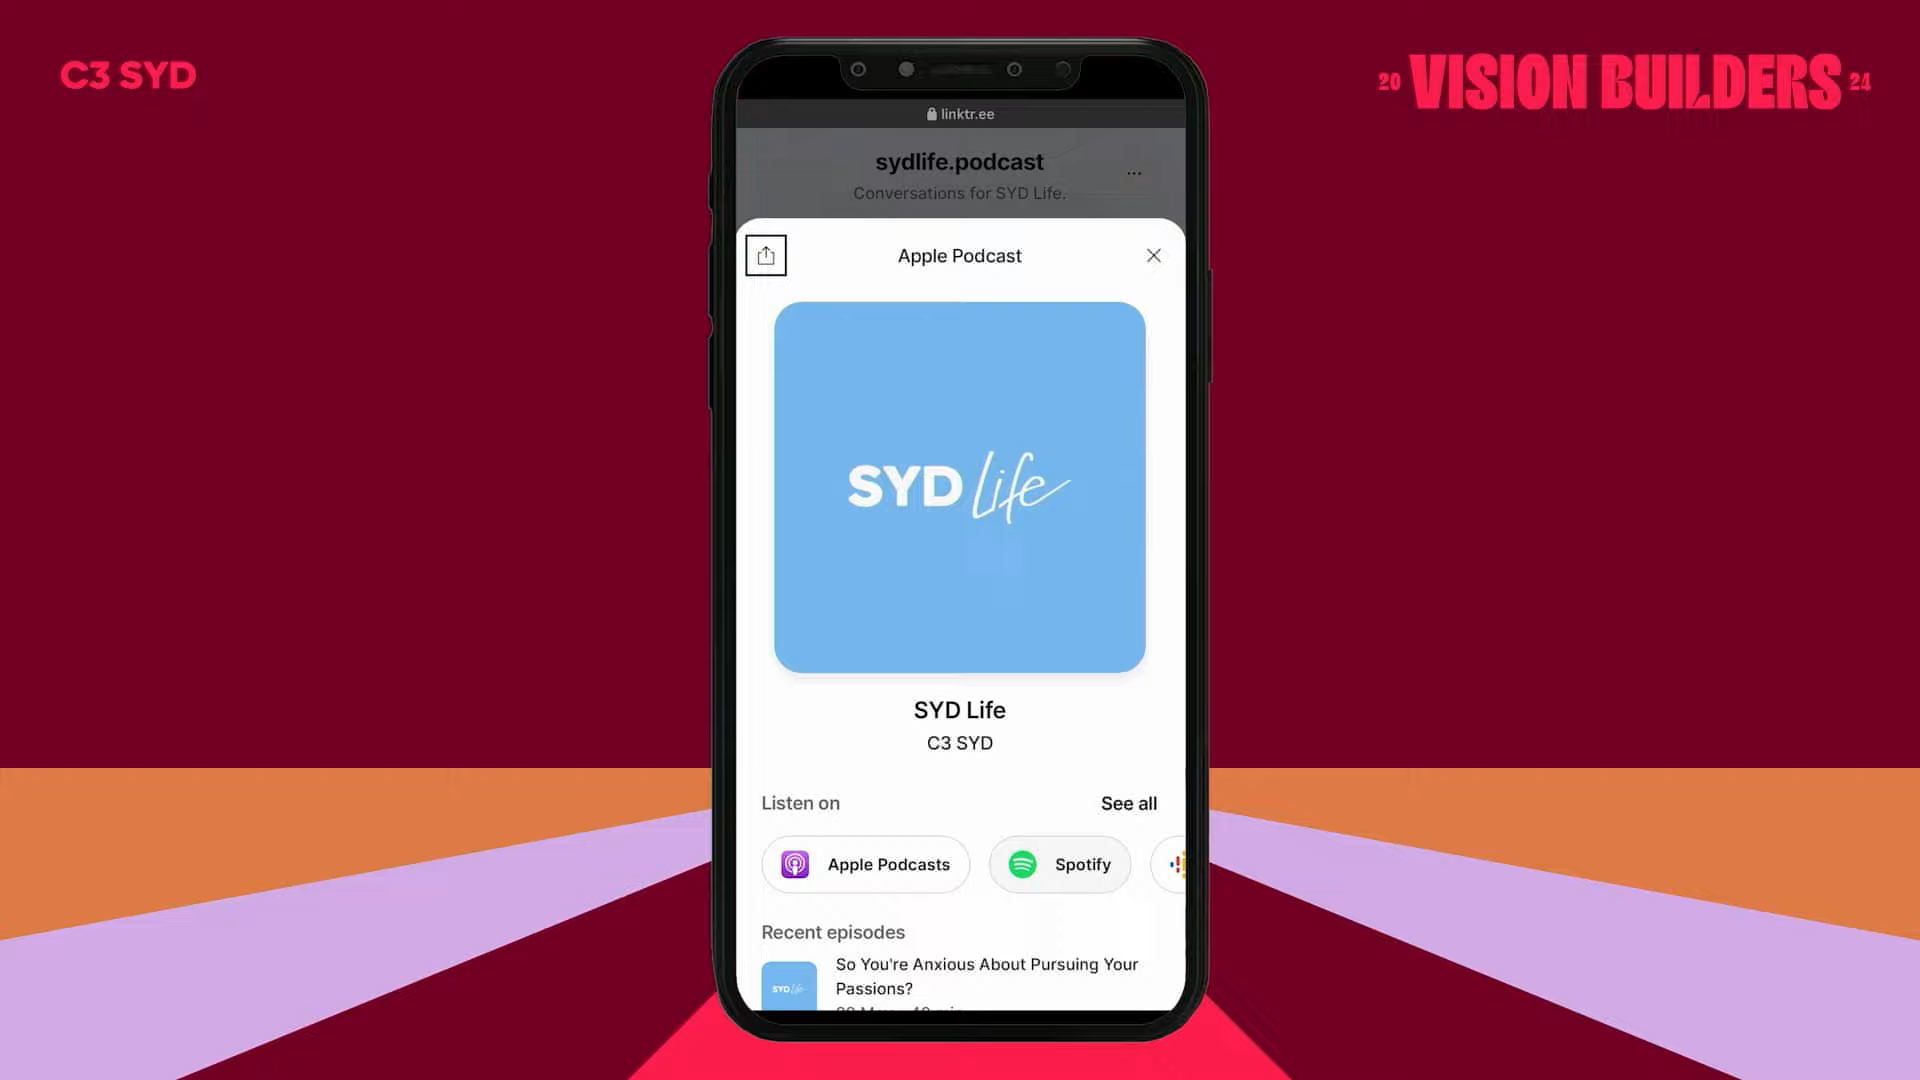 C3 SYD
20 VISION BUILDERS 24
linktr.ee
sydlife.podcast
...
Conversations for SYD Life.
Apple Podcast
SYD Life
SYD Life
C3 SYD
Listen on
See all
Apple Podcasts
Spotify
Recent episodes
So You're Anxious About Pursuing Your
Passions?
SYD Life